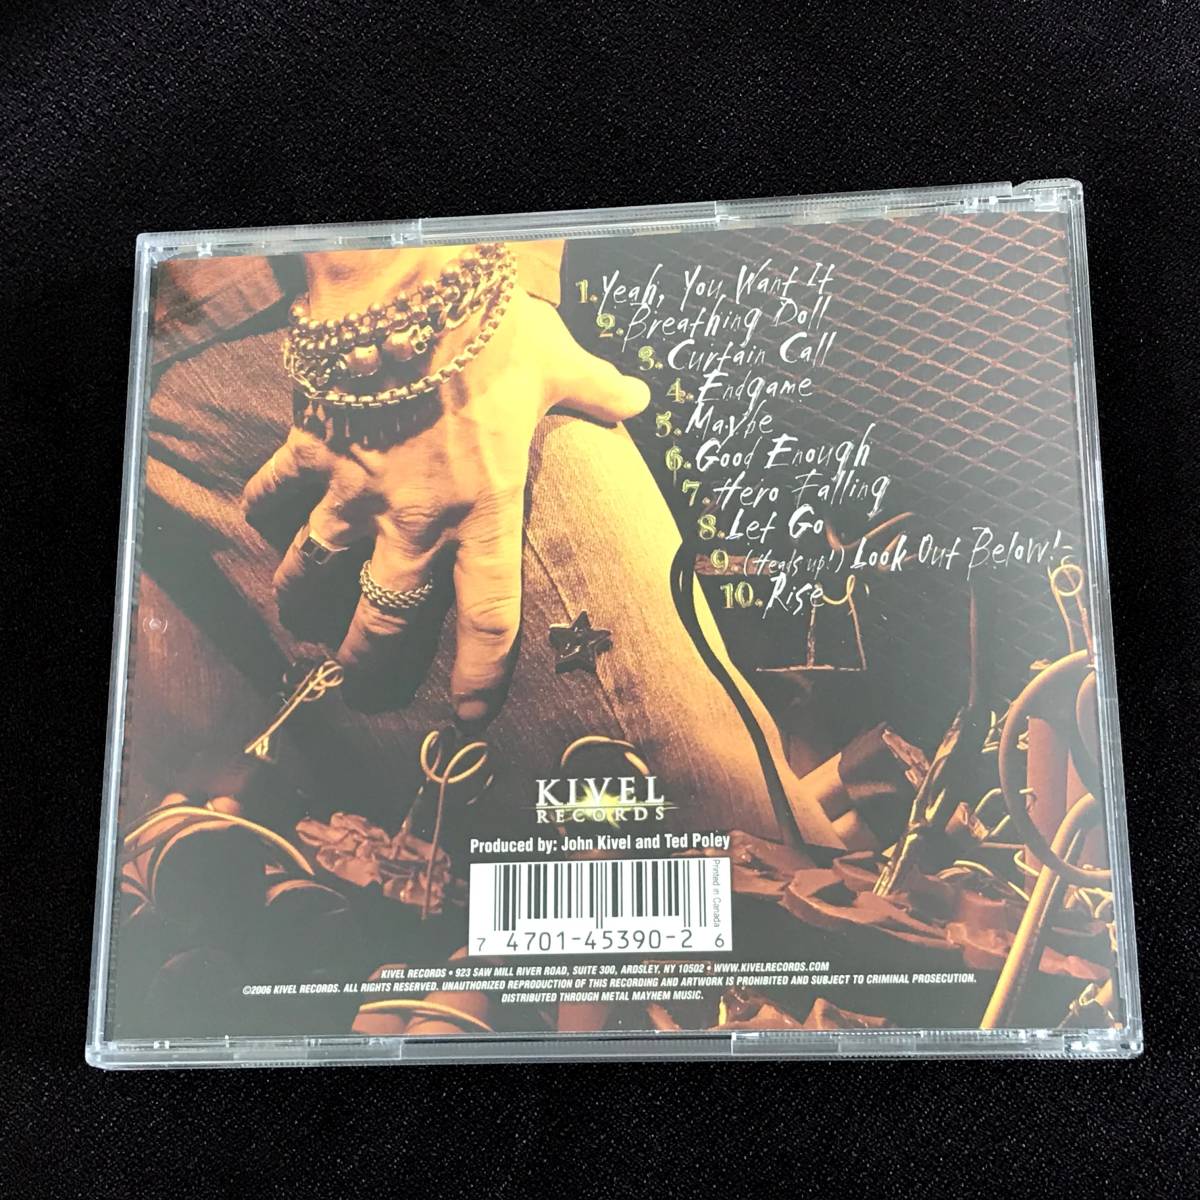 1. Yeah, You Want It
2. Breathing Doll
3. Curtain Call
4. Endgame
5. Maybe
6. Good Enough
7. Hero Falling
8. Let Go
9. (Heads up!) Look Out Below!
10. Rise
KIVEL
RECORDS
Produced by: John Kivel and Ted Poley
Printed in Canada
7 4701-45390-2 6
KIVEL RECORDS • 923 SAW MILL RIVER ROAD, SUITE 300, ARDSLEY, NY 10502 • WWW.KIVELRECORDS.COM
©2006 KIVEL RECORDS. ALL RIGHTS RESERVED. UNAUTHORIZED REPRODUCTION OF THIS RECORDING AND ARTWORK IS PROHIBITED AND SUBJECT TO CRIMINAL PROSECUTION.
DISTRIBUTED THROUGH METAL MAYHEM MUSIC.